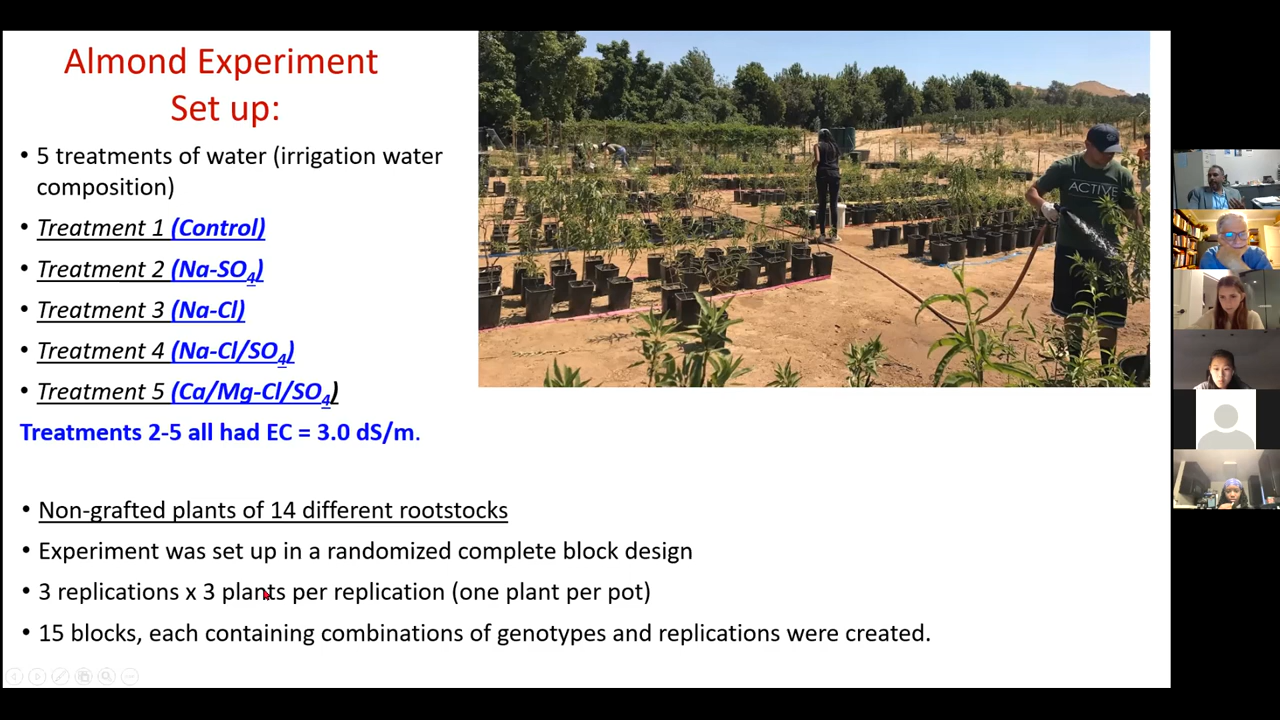 Almond Experiment
Set up:
• 5 treatments of water (irrigation water
composition)
• Treatment 1 (Control)
• Treatment 2 (Na-SO4)
• Treatment 3 (Na-Cl)
• Treatment 4 (Na-Cl/SO4)
• Treatment 5 (Ca/Mg-Cl/SO4)
Treatments 2-5 all had EC = 3.0 dS/m.
• Non-grafted plants of 14 different rootstocks
• Experiment was set up in a randomized complete block design
• 3 replications x 3 plants per replication (one plant per pot)
• 15 blocks, each containing combinations of genotypes and replications were created.
ACTIVE